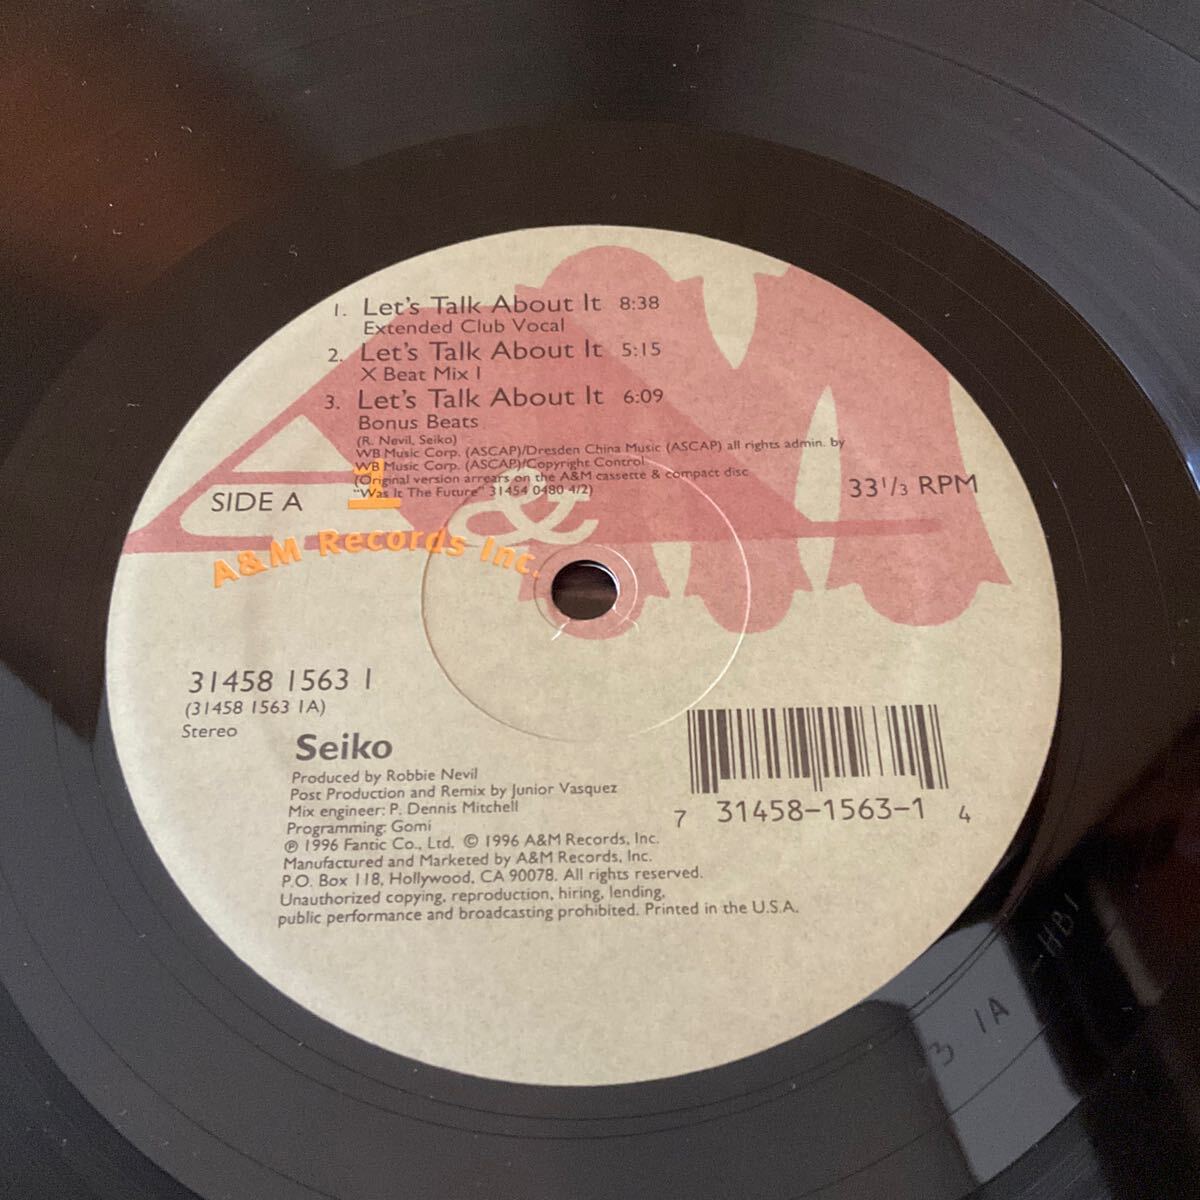 1. Let's Talk About It 8:38
Extended Club Vocal
2. Let's Talk About It 5:15
X Beat Mix I
3. Let's Talk About It 6:09
Bonus Beats
(R. Nevil, Seiko)
WB Music Corp. (ASCAP)/Dresden China Music (ASCAP) all rights admin. by
WB Music Corp. (ASCAP)/Copyright Control
(Original version arrears on the A&M cassette & compact disc
"Was It The Future" 31454 0480 4/2)
SIDE A
33 1/3 RPM
A&M Records Inc.
31458 1563 1
(31458 1563 1A)
Stereo
Seiko
Produced by Robbie Nevil
Post Production and Remix by Junior Vasquez
Mix engineer: P. Dennis Mitchell
Programming: Gomi
℗ 1996 Fantic Co., Ltd. © 1996 A&M Records, Inc.
Manufactured and Marketed by A&M Records, Inc.
P.O. Box 118, Hollywood, CA 90078. All rights reserved.
Unauthorized copying, reproduction, hiring, lending,
public performance and broadcasting prohibited. Printed in the U.S.A.
7 31458-1563-1 4
3 1A -HB1